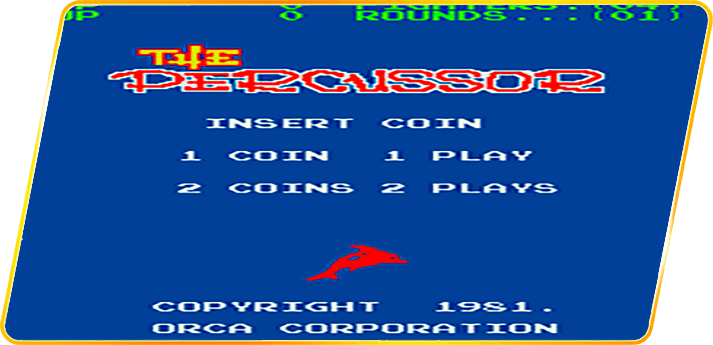 UP 0 ROUNDS...(01)
THE
PERCUSSOR
INSERT COIN
1 COIN 1 PLAY
2 COINS 2 PLAYS
COPYRIGHT 1981.
ORCA CORPORATION